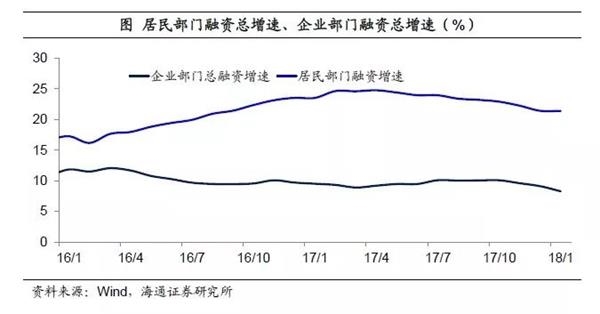 图 居民部门融资总增速、企业部门融资总增速（%）
30
25
20
15
10
5
0
企业部门总融资增速
居民部门融资增速
16/1 16/4 16/7 16/10 17/1 17/4 17/7 17/10 18/1
资料来源：Wind，海通证券研究所